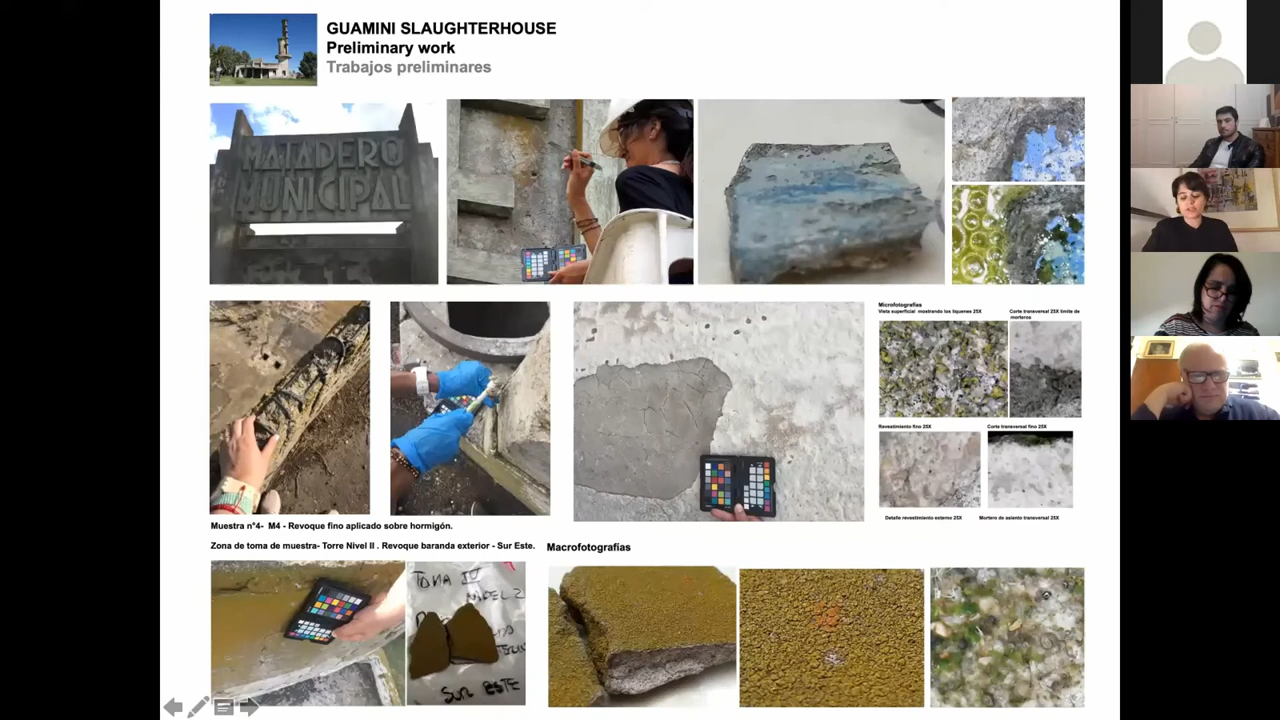 GUAMINI SLAUGHTERHOUSE
Preliminary work
Trabajos preliminares
MATADERO
MUNICIPAL
Microfotografías
Vista superficial mostrando los líquenes 25X
Corte transversal 25X límite de
morteros
Revestimiento fino 25X
Corte transversal fino 25X
Detalle revestimiento externo 25X
Mortero de asiento transversal 25X
Muestra n°4- M4 - Revoque fino aplicado sobre hormigón.
Zona de toma de muestra- Torre Nivel II . Revoque baranda exterior - Sur Este.
Macrofotografías
TOMA IV
NIVEL 2
SUR ESTE